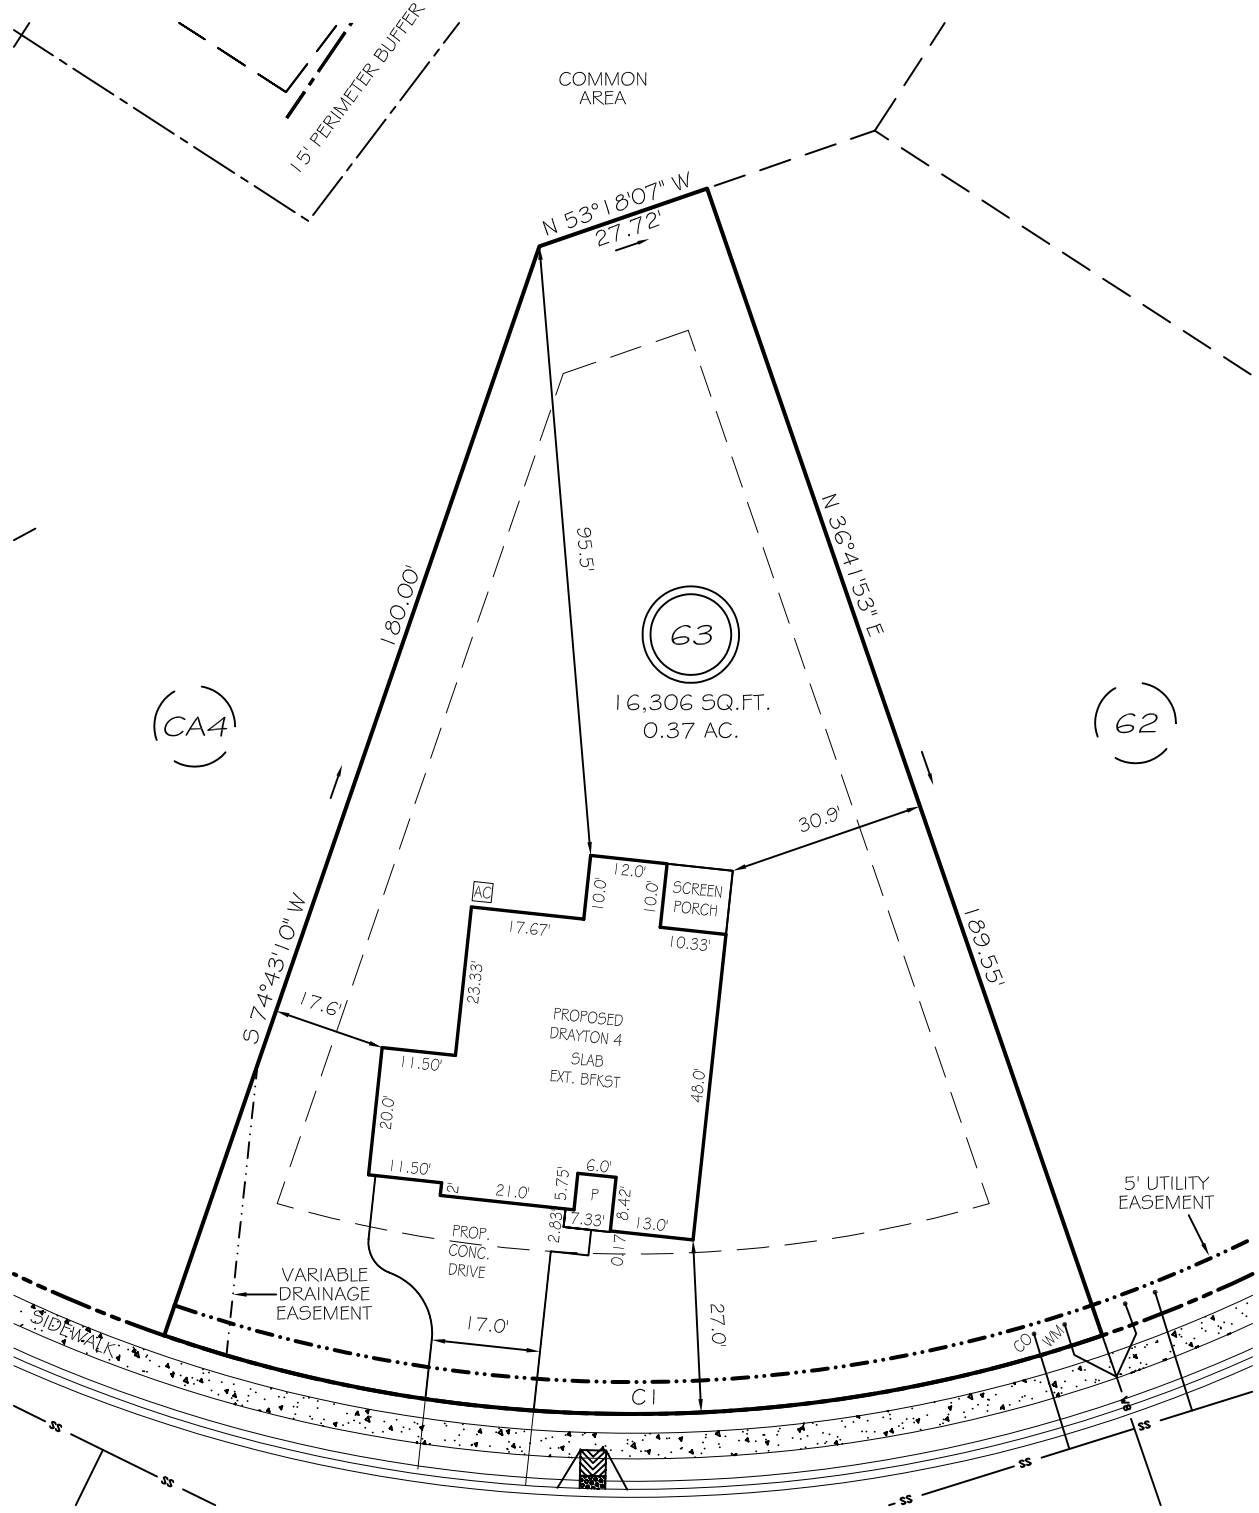 15' PERIMETER BUFFER
COMMON
AREA
N 53°18'07" W
27.72'
95.5'
N 36°41'53" E
180.00'
63
16,306 SQ.FT.
0.37 AC.
CA4
62
30.9'
12.0'
10.0'
10.0'
SCREEN
PORCH
AC
17.67'
10.33'
189.55'
S 74°43'10" W
23.33'
17.6'
PROPOSED
DRAYTON 4
SLAB
EXT. BFKST
11.50'
48.0'
20.0'
11.50'
2'
21.0'
5.75'
6.0'
P
8.42'
7.33'
2.83'
13.0'
0.17'
5' UTILITY
EASEMENT
PROP.
CONC.
DRIVE
VARIABLE
DRAINAGE
EASEMENT
SIDEWALK
17.0'
27.0'
CO
WM
C1
SS
SS
SS
SS
SS